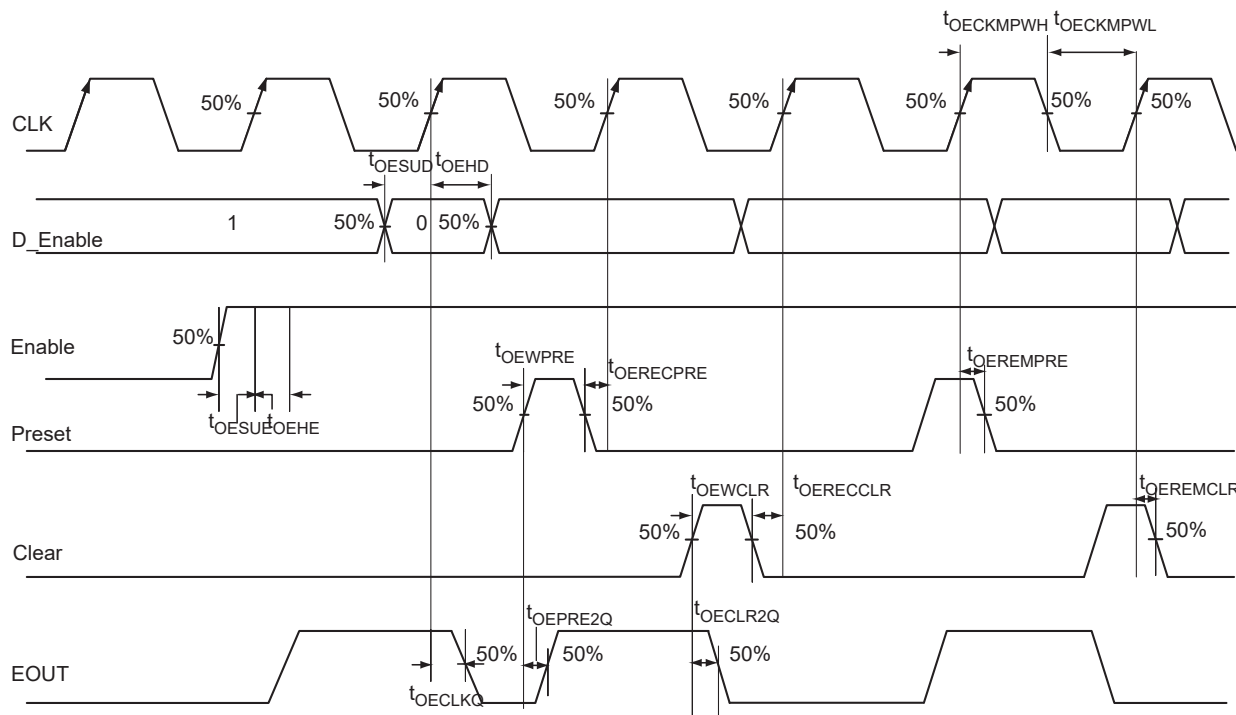 tOECKMPWH tOECKMPWL
50% 50% 50% 50% 50% 50% 50%
CLK
tOESUD tOEHD
1 50% 0 50%
D_Enable
50%
Enable
tOEWPRE tOERECPRE tOEREMPRE
50% 50% 50%
tOESUE tOEHE
Preset
tOEWCLR tOERECCLR tOEREMCLR
50% 50% 50%
Clear
tOEPRE2Q tOECLR2Q
50% 50% 50%
EOUT
tOECLKQ